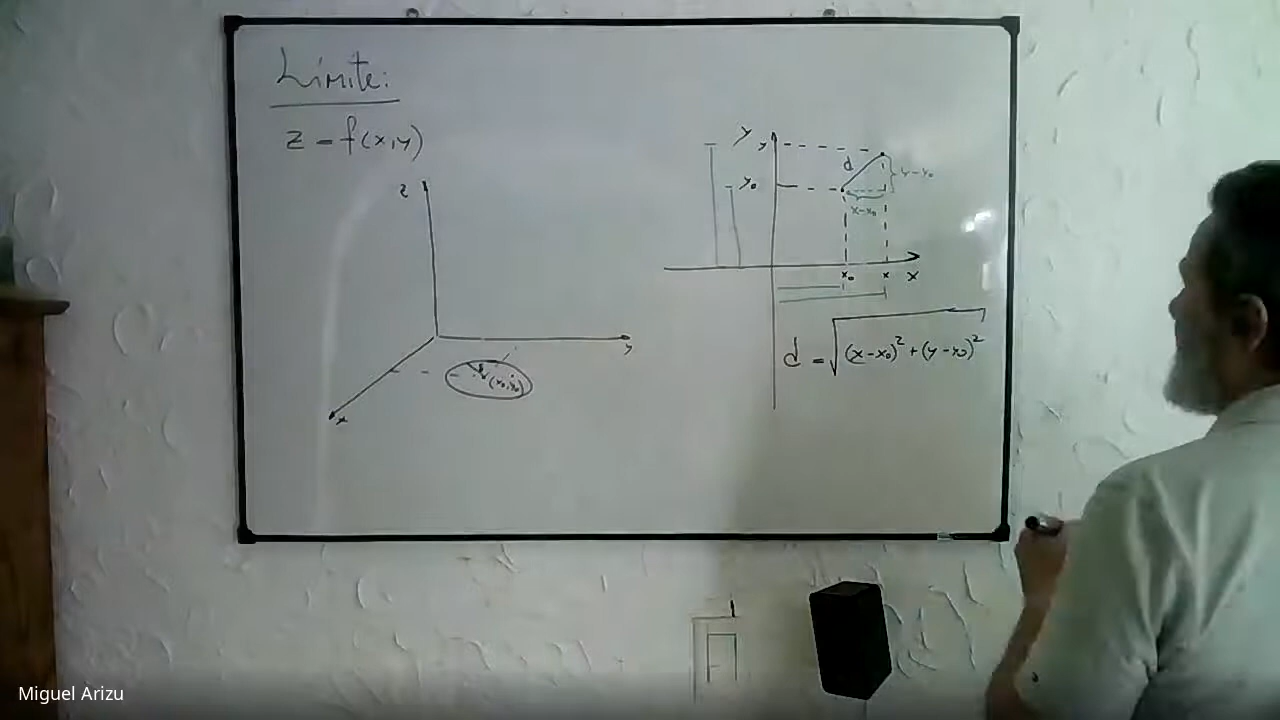 Límite:
z = f(x,y)
z
y
x
(x₀,y₀)
y
y
y₀
d
y-y₀
x-x₀
x₀
x
x
d = √(x-x₀)² + (y-y₀)²
Miguel Arizu